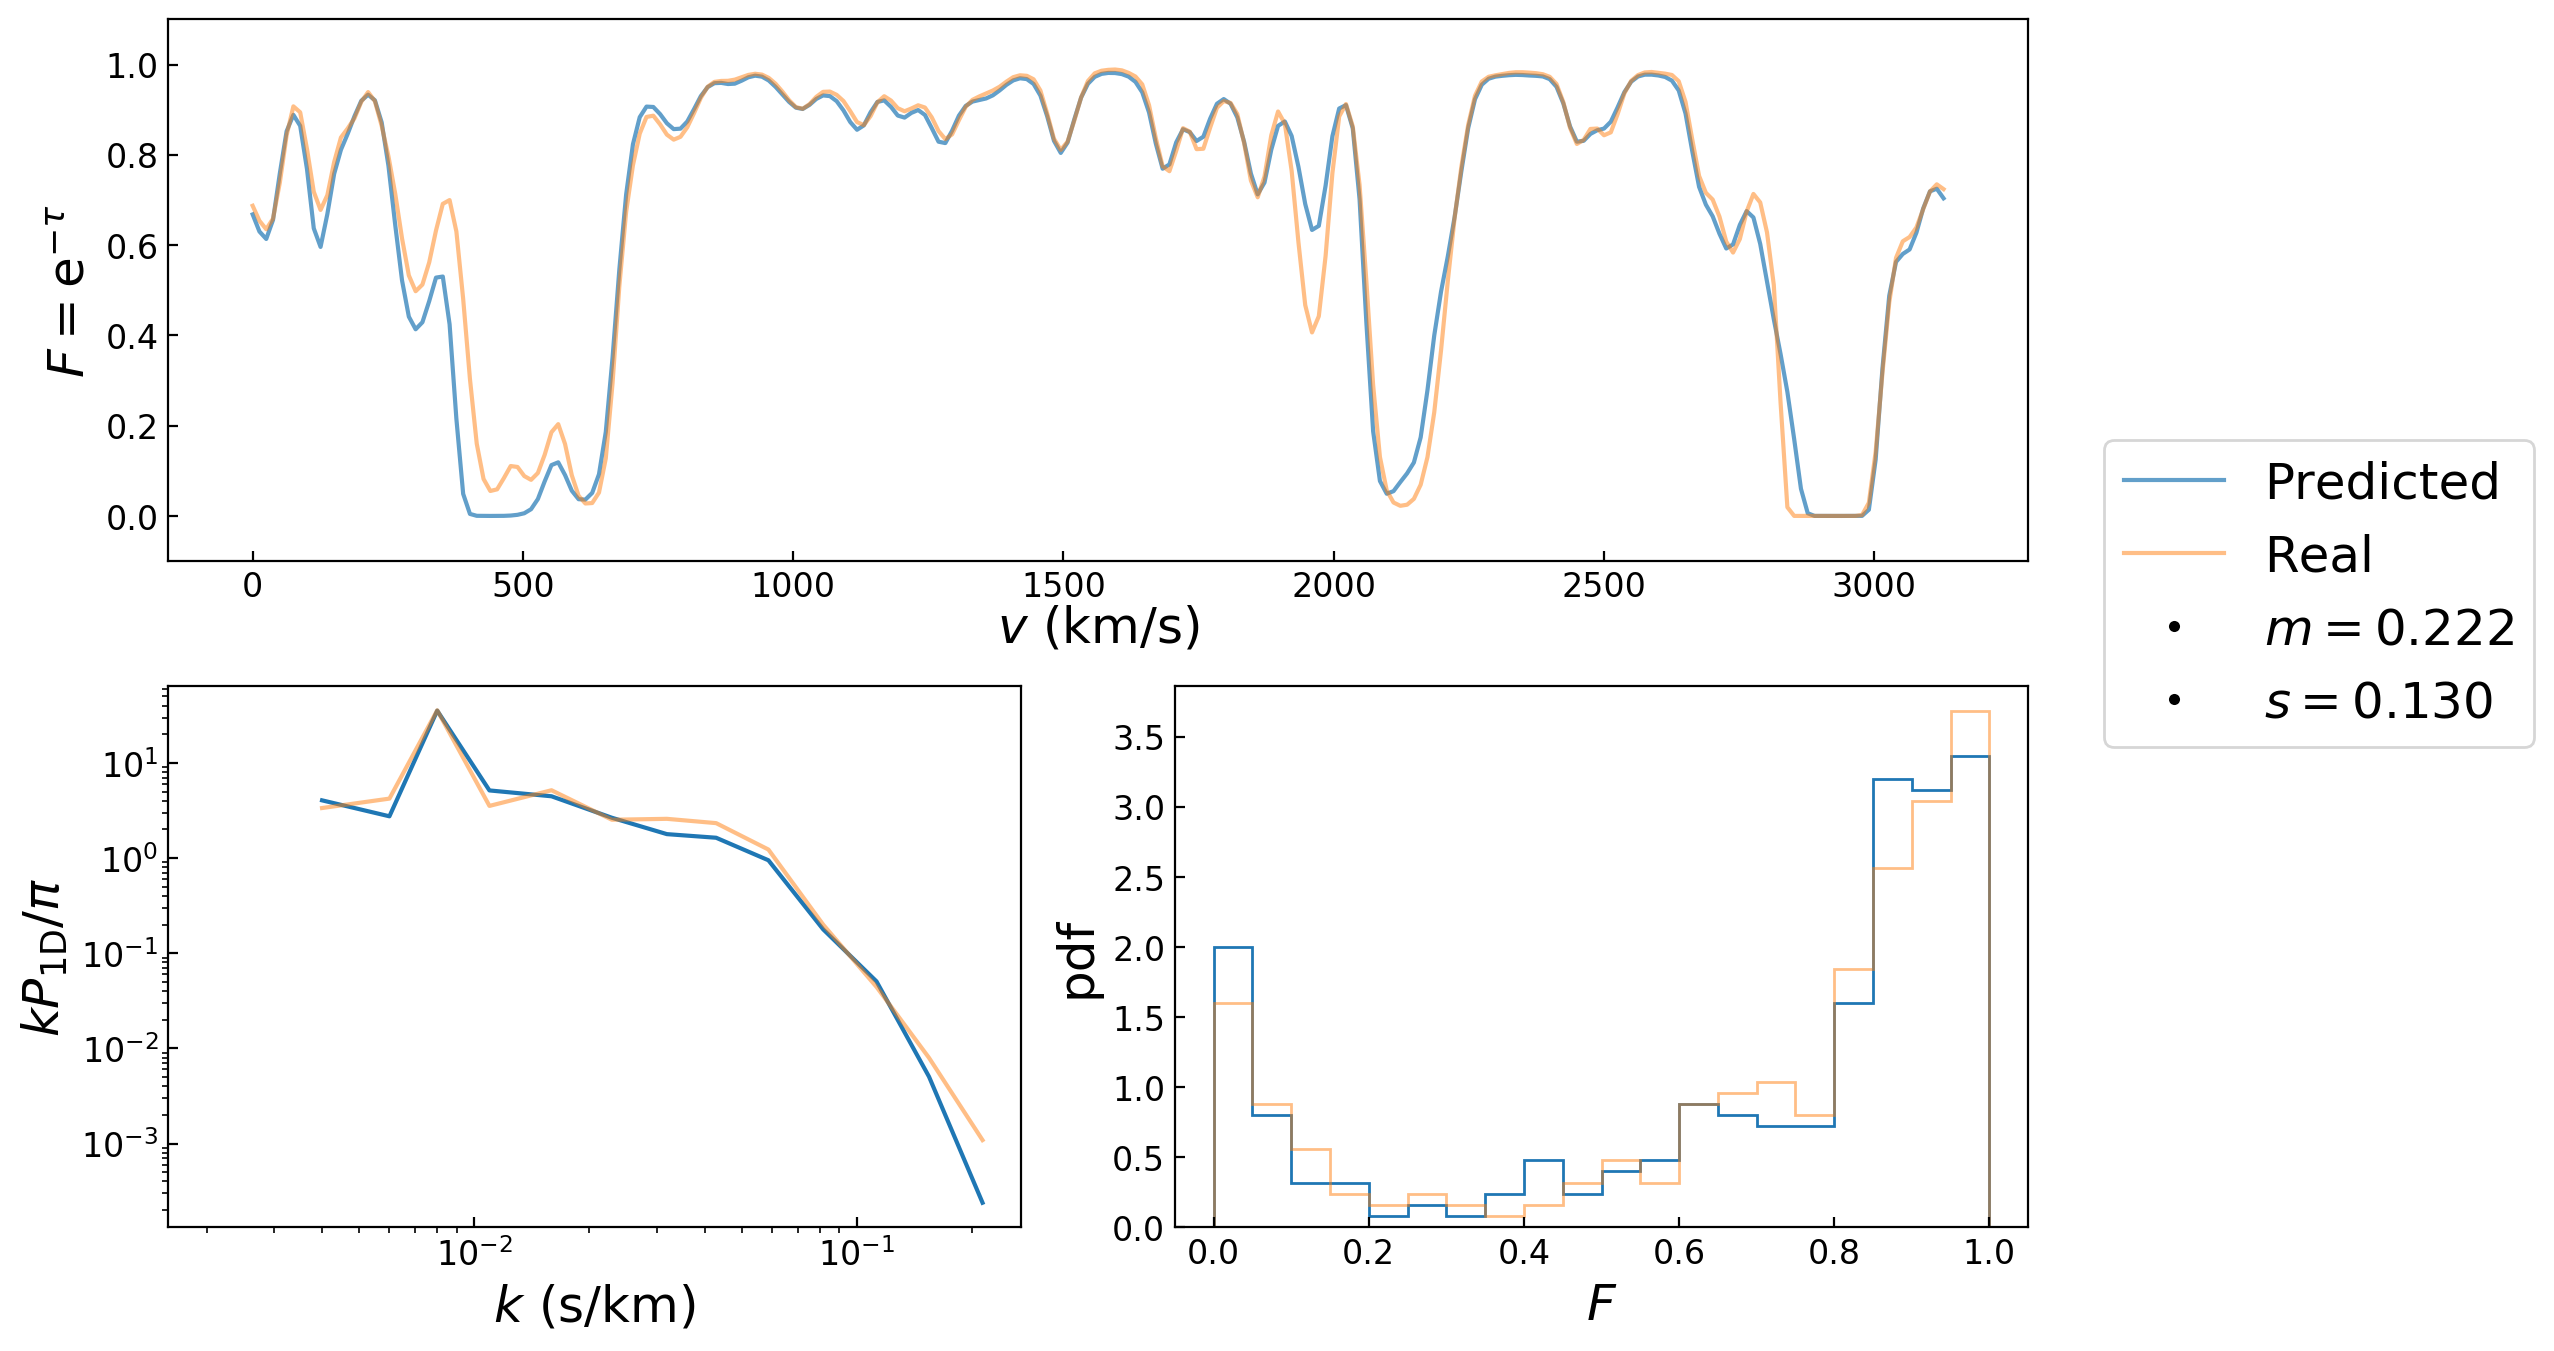 1.0
0.8
0.6
0.4
0.2
0.0
F = e^{-τ}
0 500 1000 1500 2000 2500 3000
v (km/s)
Predicted
Real
m = 0.222
s = 0.130
10^1
10^0
10^{-1}
10^{-2}
10^{-3}
kP_{1D}/π
10^{-2} 10^{-1}
k (s/km)
3.5
3.0
2.5
2.0
1.5
1.0
0.5
0.0
pdf
0.0 0.2 0.4 0.6 0.8 1.0
F